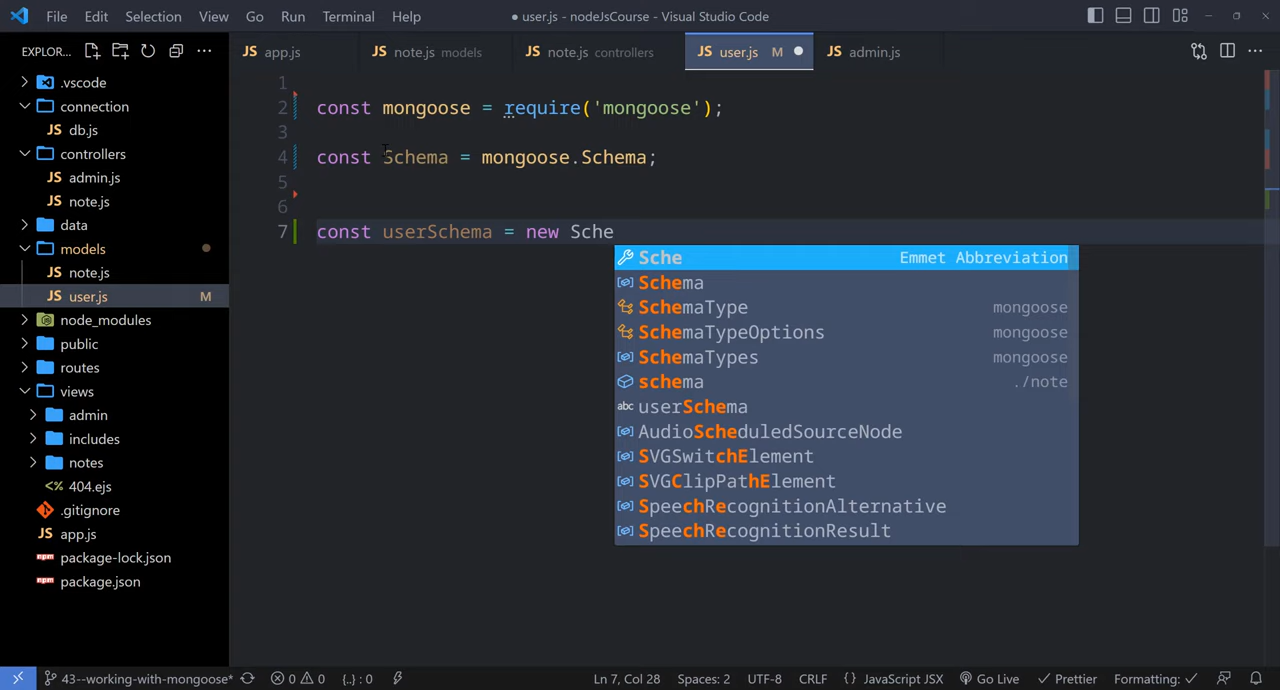 File Edit Selection View Go Run Terminal Help
● user.js - nodeJsCourse - Visual Studio Code
EXPLOR... ...
JS app.js
JS note.js models
JS note.js controllers
JS user.js M ●
JS admin.js
...
.vscode
connection
JS db.js
controllers
JS admin.js
JS note.js
data
models
JS note.js
JS user.js M
node_modules
public
routes
views
admin
includes
notes
<% 404.ejs
.gitignore
JS app.js
npm package-lock.json
npm package.json
1
2 const mongoose = require('mongoose');
3
4 const Schema = mongoose.Schema;
5
6
7 const userSchema = new Sche
Sche Emmet Abbreviation
Schema
SchemaType mongoose
SchemaTypeOptions mongoose
SchemaTypes mongoose
schema ./note
abc userSchema
AudioScheduledSourceNode
SVGSwitchElement
SVGClipPathElement
SpeechRecognitionAlternative
SpeechRecognitionResult
43--working-with-mongoose* 0 0 {..} : 0 Ln 7, Col 28 Spaces: 2 UTF-8 CRLF {} JavaScript JSX Go Live ✓ Prettier Formatting: ✓